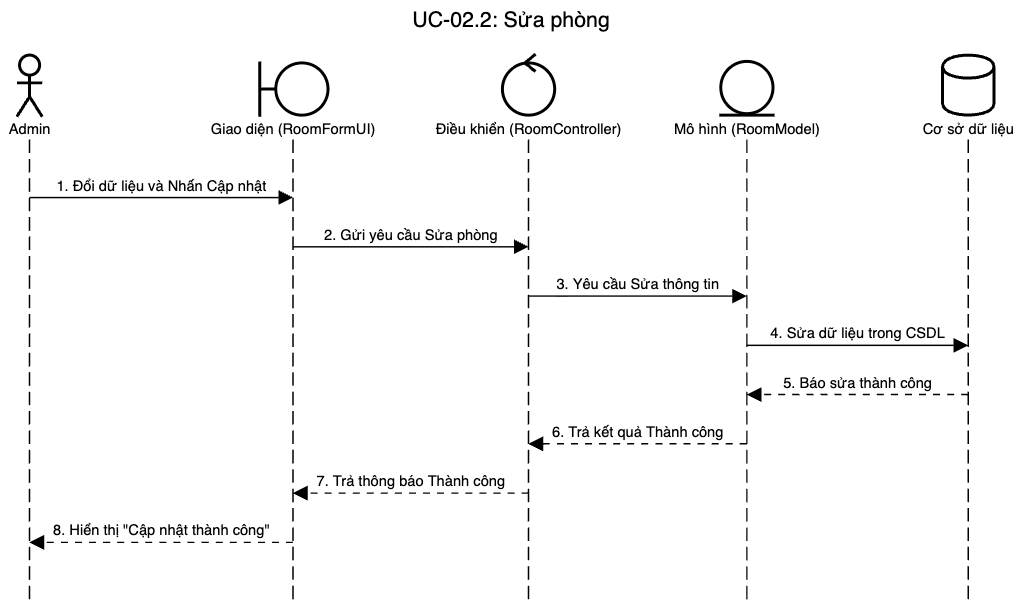 UC-02.2: Sửa phòng
Admin
Giao diện (RoomFormUI)
Điều khiển (RoomController)
Mô hình (RoomModel)
Cơ sở dữ liệu
1. Đổi dữ liệu và Nhấn Cập nhật
2. Gửi yêu cầu Sửa phòng
3. Yêu cầu Sửa thông tin
4. Sửa dữ liệu trong CSDL
5. Báo sửa thành công
6. Trả kết quả Thành công
7. Trả thông báo Thành công
8. Hiển thị "Cập nhật thành công"